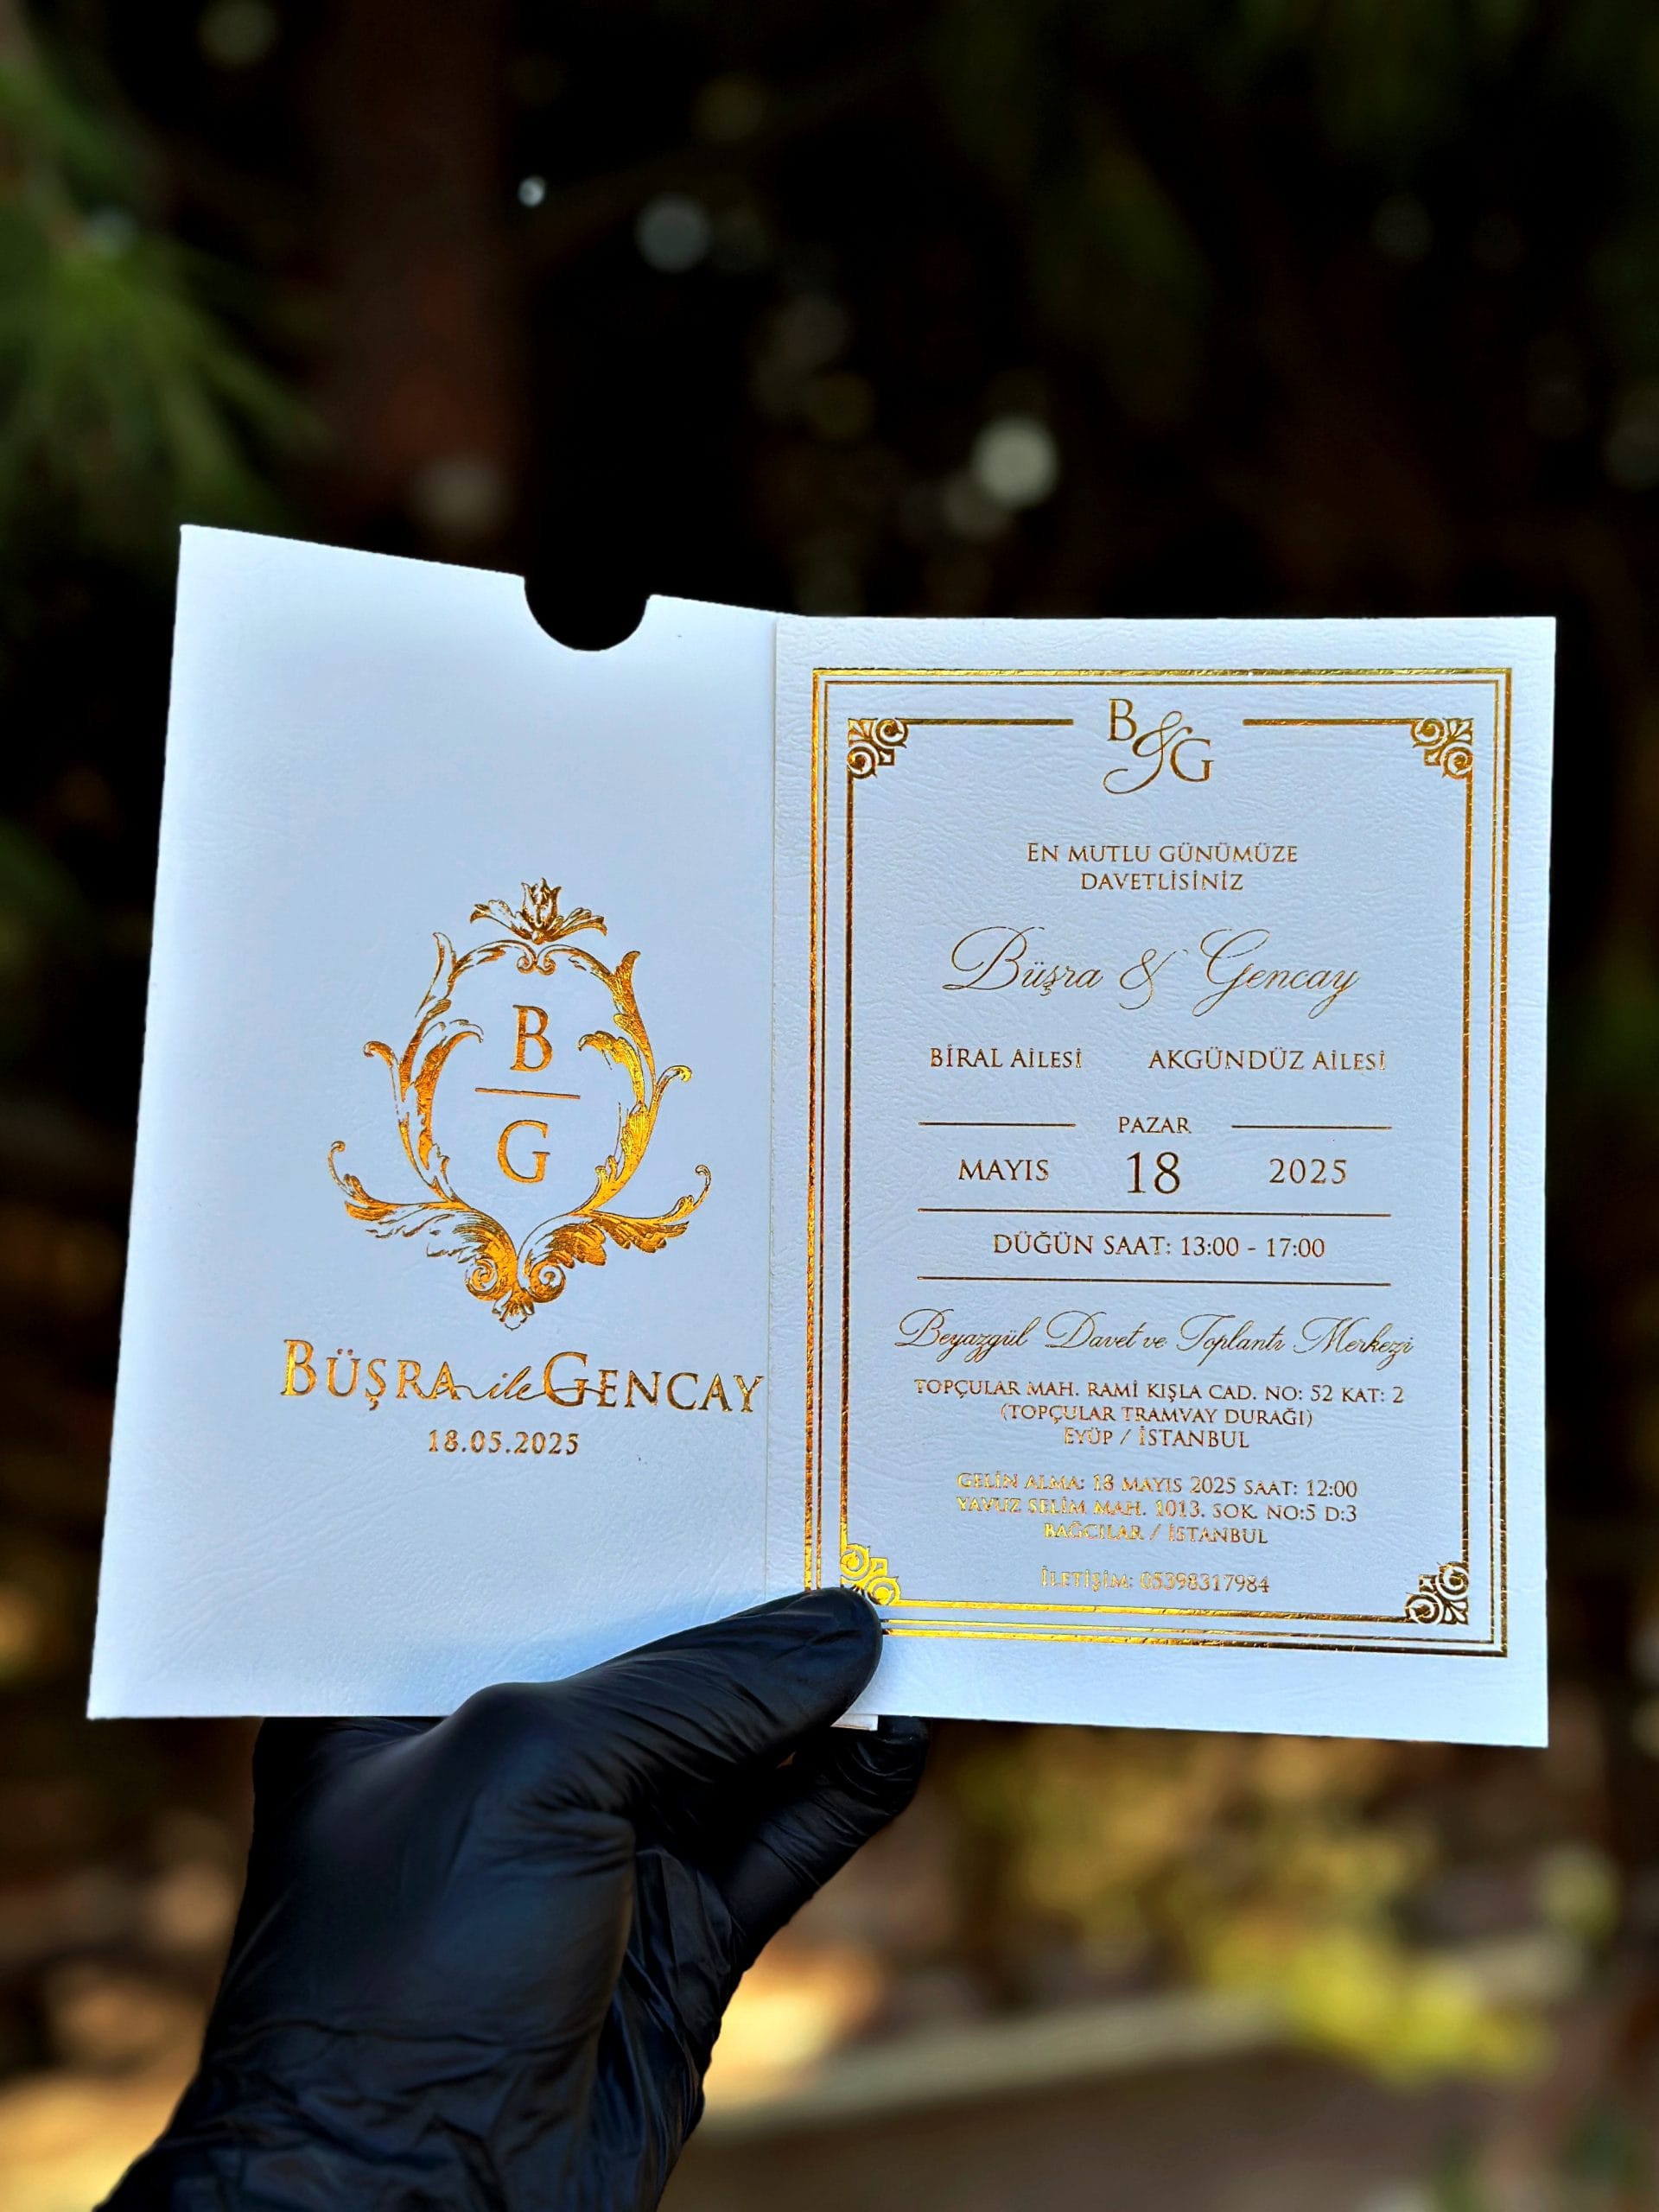 B
G
BÜŞRA ile GENCAY
18.05.2025
B&G
EN MUTLU GÜNÜMÜZE
DAVETLİSİNİZ
Büşra & Gencay
BİRAL AİLESİ AKGÜNDÜZ AİLESİ
PAZAR
MAYIS 18 2025
DÜĞÜN SAAT: 13:00 - 17:00
Beyazgül Davet ve Toplantı Merkezi
TOPÇULAR MAH. RAMİ KIŞLA CAD. NO: 52 KAT: 2
(TOPÇULAR TRAMVAY DURAĞI)
EYÜP / İSTANBUL
GELİN ALMA: 18 MAYIS 2025 SAAT: 12:00
YAVUZ SELİM MAH. 1013. SOK. NO:5 D:3
BAĞCILAR / İSTANBUL
İLETİŞİM: 05398317984